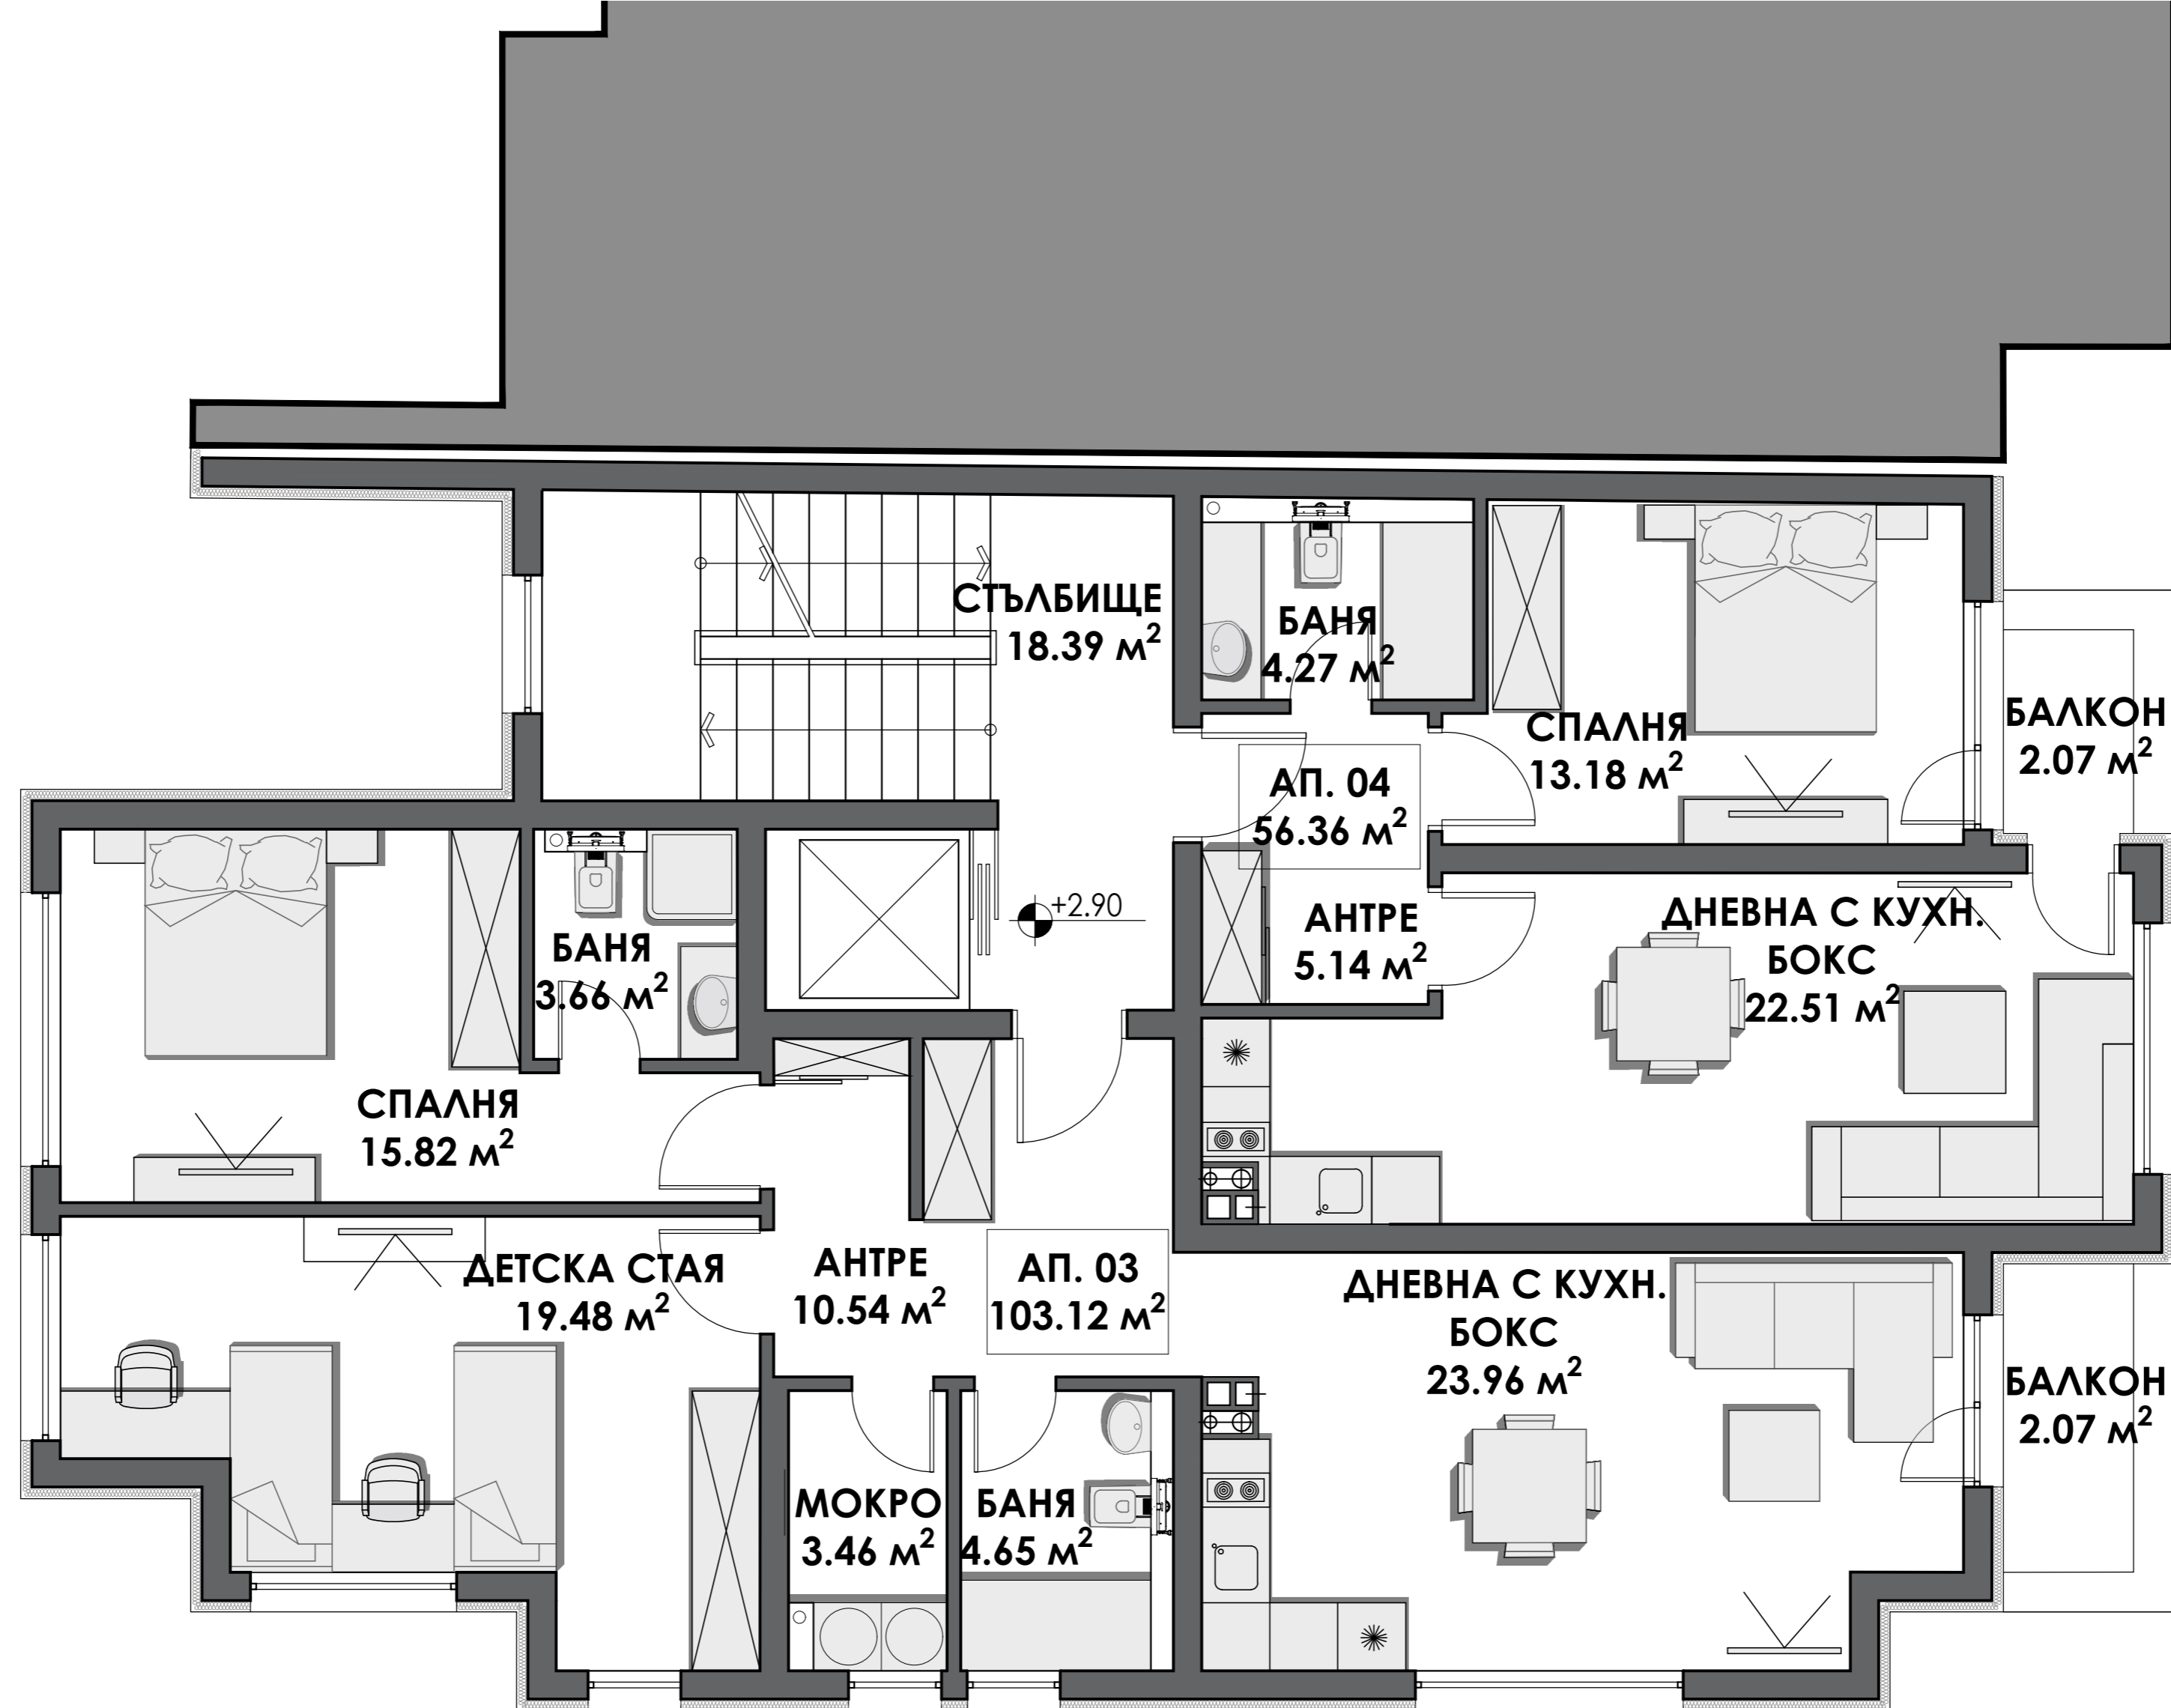 СТЪЛБИЩЕ
18.39 м²
БАНЯ
4.27 м²
СПАЛНЯ
13.18 м²
БАЛКОН
2.07 м²
АП. 04
56.36 м²
+2.90
АНТРЕ
5.14 м²
ДНЕВНА С КУХН.
БОКС
22.51 м²
БАНЯ
3.66 м²
СПАЛНЯ
15.82 м²
ДЕТСКА СТАЯ
19.48 м²
АНТРЕ
10.54 м²
АП. 03
103.12 м²
ДНЕВНА С КУХН.
БОКС
23.96 м²
БАЛКОН
2.07 м²
МОКРО
3.46 м²
БАНЯ
4.65 м²